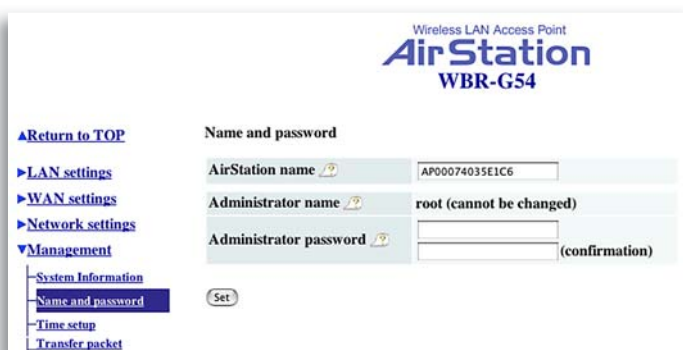 Wireless LAN Access Point
AirStation
WBR-G54
▲Return to TOP
▶LAN settings
▶WAN settings
▶Network settings
▼Management
System Information
Name and password
Time setup
Transfer packet
Name and password
AirStation name
AP00074035E1C6
Administrator name
root (cannot be changed)
Administrator password
(confirmation)
Set